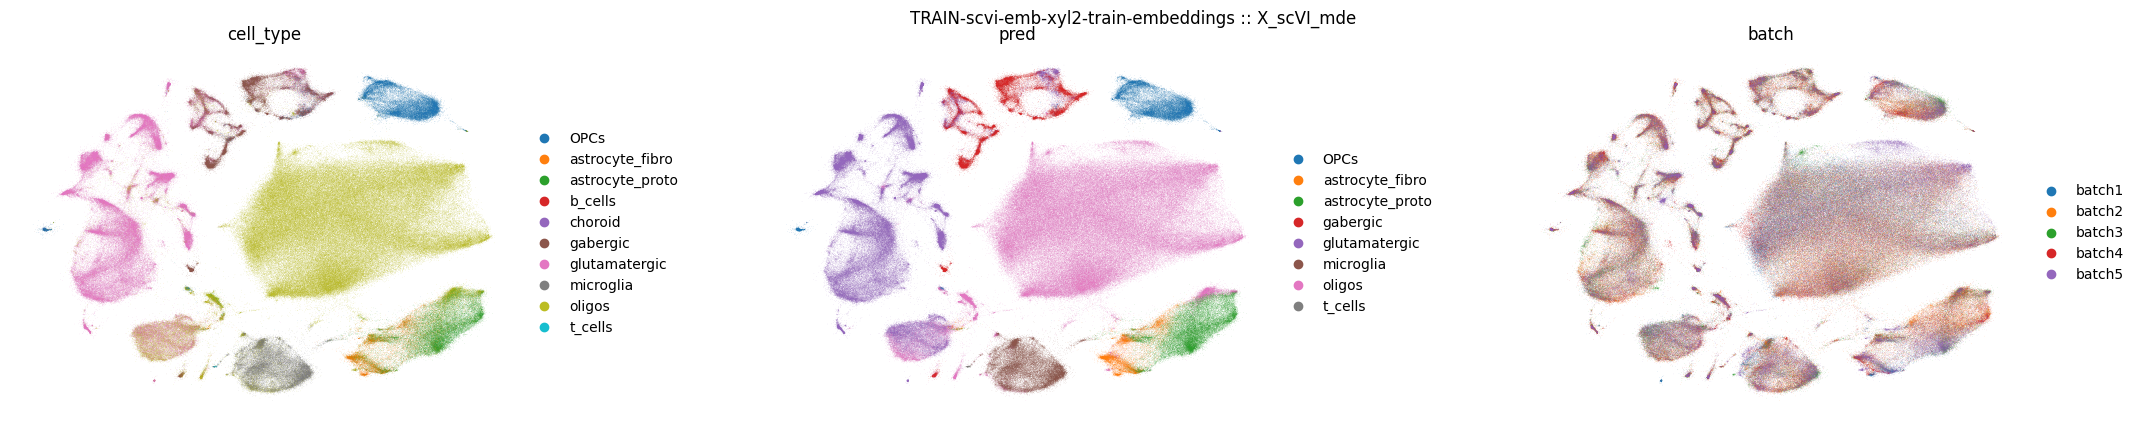 TRAIN-scvi-emb-xyl2-train-embeddings :: X_scVI_mde
cell_type
OPCs
astrocyte_fibro
astrocyte_proto
b_cells
choroid
gabergic
glutamatergic
microglia
oligos
t_cells
pred
OPCs
astrocyte_fibro
astrocyte_proto
gabergic
glutamatergic
microglia
oligos
t_cells
batch
batch1
batch2
batch3
batch4
batch5